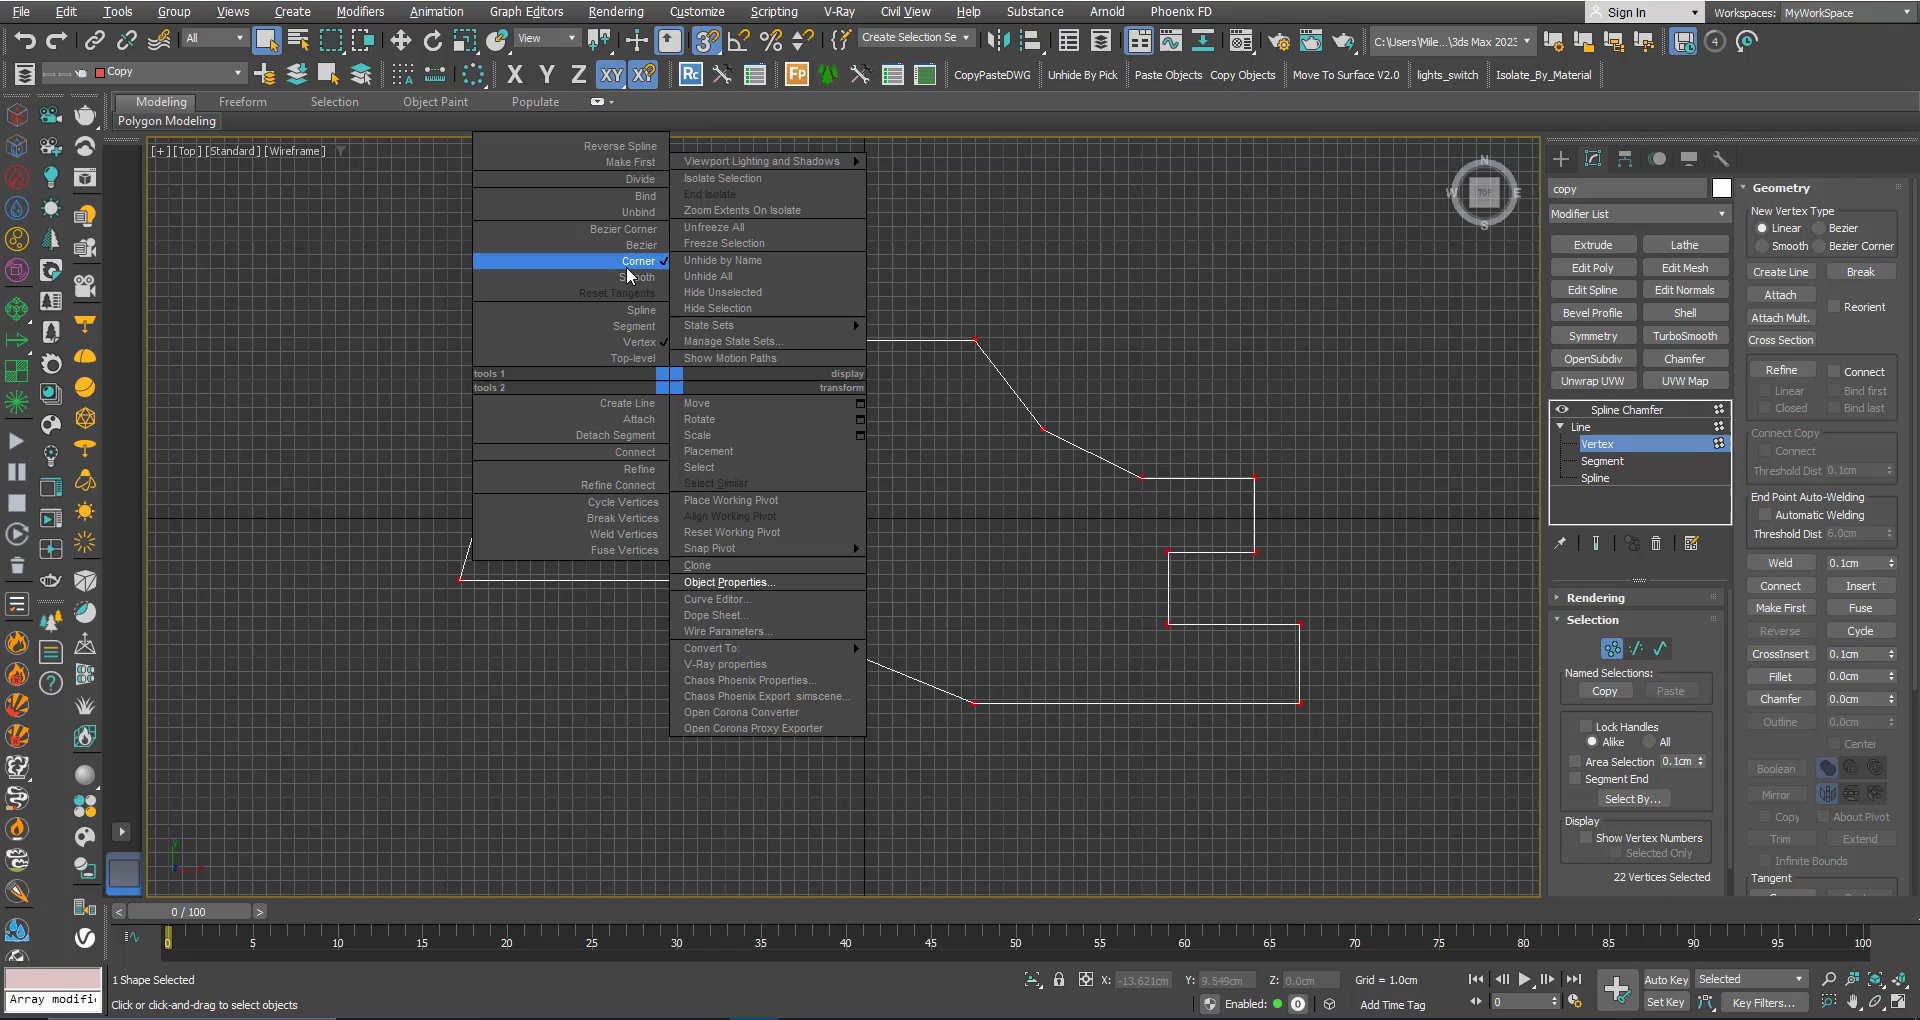 File Edit Tools Group Views Create Modifiers Animation Graph Editors Rendering Customize Scripting V-Ray Civil View Help Substance Arnold Phoenix FD Sign In Workspaces: MyWorkSpace
All View Create Selection Se C:\Users\Mile...\3ds Max 2023 4
Copy X Y Z XY XY Rc Fp CopyPasteDWG Unhide By Pick Paste Objects Copy Objects Move To Surface V2.0 lights_switch Isolate_By_Material
Modeling Freeform Selection Object Paint Populate
Polygon Modeling
[+] [Top] [Standard] [Wireframe]
Reverse Spline
Make First
Divide
Bind
Unbind
Bezier Corner
Bezier
Corner
Smooth
Reset Tangents
Spline
Segment
Vertex
Top-level
tools 1 display
tools 2 transform
Create Line
Attach
Detach Segment
Connect
Refine
Refine Connect
Cycle Vertices
Break Vertices
Weld Vertices
Fuse Vertices
Viewport Lighting and Shadows
Isolate Selection
End Isolate
Zoom Extents On Isolate
Unfreeze All
Freeze Selection
Unhide by Name
Unhide All
Hide Unselected
Hide Selection
State Sets
Manage State Sets...
Show Motion Paths
Move
Rotate
Scale
Placement
Select
Select Similar
Place Working Pivot
Align Working Pivot
Reset Working Pivot
Snap Pivot
Clone
Object Properties...
Curve Editor...
Dope Sheet...
Wire Parameters...
Convert To:
V-Ray properties
Chaos Phoenix Properties...
Chaos Phoenix Export .simscene...
Open Corona Converter
Open Corona Proxy Exporter
N
W TOP E
S
copy
Modifier List
Extrude Lathe
Edit Poly Edit Mesh
Edit Spline Edit Normals
Bevel Profile Shell
Symmetry TurboSmooth
OpenSubdiv Chamfer
Unwrap UVW UVW Map
Spline Chamfer
Line
Vertex
Segment
Spline
Rendering
Selection
Named Selections:
Copy Paste
Lock Handles
Alike All
Area Selection 0.1cm
Segment End
Select By...
Display
Show Vertex Numbers
Selected Only
22 Vertices Selected
Geometry
New Vertex Type
Linear Bezier
Smooth Bezier Corner
Create Line Break
Attach
Reorient
Attach Mult.
Cross Section
Refine Connect
Linear Bind first
Closed Bind last
Connect Copy
Connect
Threshold Dist 0.1cm
End Point Auto-Welding
Automatic Welding
Threshold Dist 6.0cm
Weld 0.1cm
Connect Insert
Make First Fuse
Reverse Cycle
CrossInsert 0.1cm
Fillet 0.0cm
Chamfer 0.0cm
Outline 0.0cm
Center
Boolean
Mirror
Copy About Pivot
Trim Extend
Infinite Bounds
Tangent
< 0 / 100 >
0 5 10 15 20 25 30 35 40 45 50 55 60 65 70 75 80 85 90 95 100
1 Shape Selected X: -13.621cm Y: 9.549cm Z: 0.0cm Grid = 1.0cm Auto Key Selected
Array modifi Click or click-and-drag to select objects Enabled: 0 Add Time Tag 0 Set Key Key Filters...